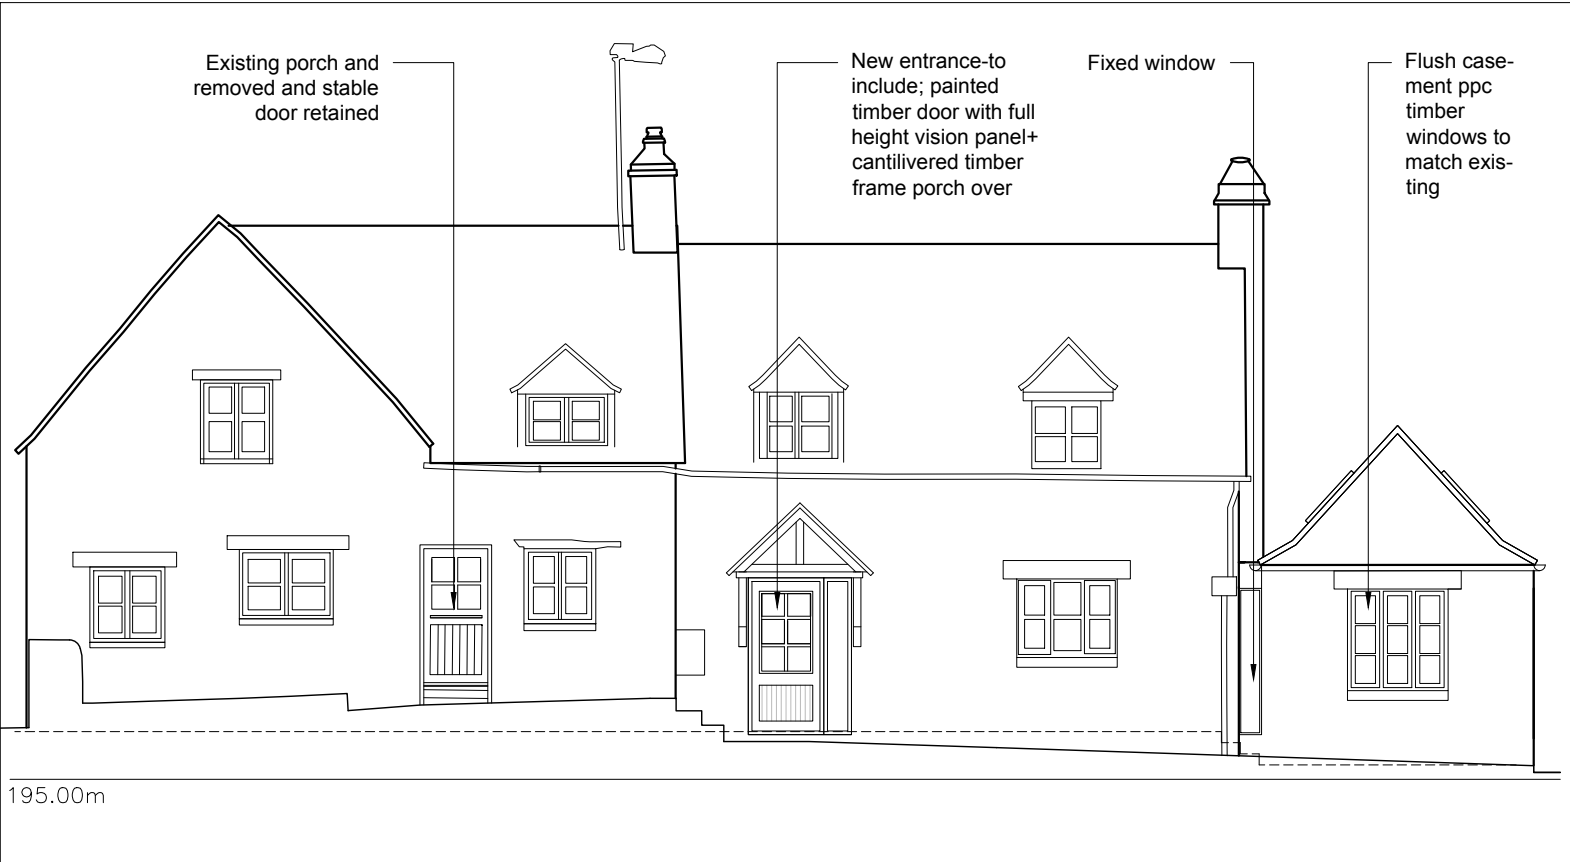 Existing porch and
removed and stable
door retained
New entrance-to
include; painted
timber door with full
height vision panel+
cantilivered timber
frame porch over
Fixed window
Flush case-
ment ppc
timber
windows to
match exis-
ting
195.00m